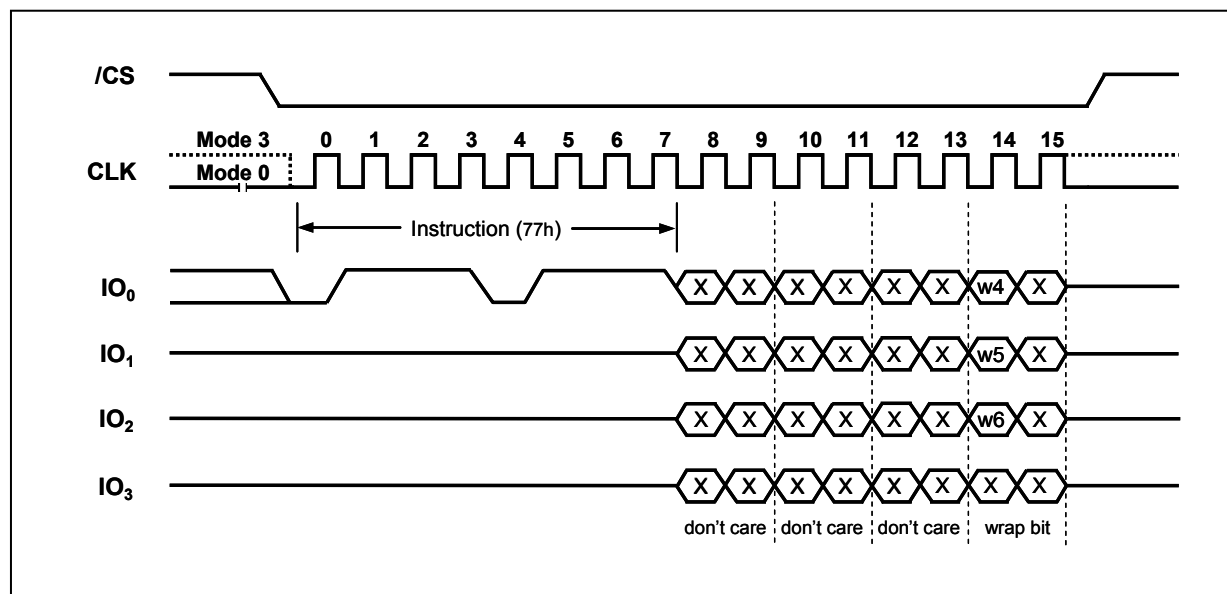 /CS
Mode 3 0 1 2 3 4 5 6 7 8 9 10 11 12 13 14 15
CLK Mode 0
Instruction (77h)
IO0 X X X X X X w4 X
IO1 X X X X X X w5 X
IO2 X X X X X X w6 X
IO3 X X X X X X X X
don't care don't care don't care wrap bit